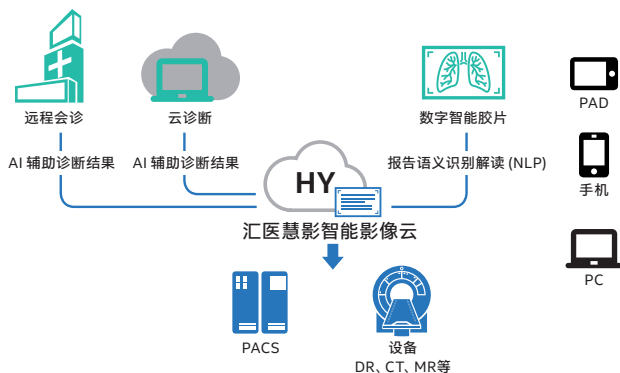 远程会诊
云诊断
数字智能胶片
PAD
AI 辅助诊断结果
AI 辅助诊断结果
报告语义识别解读 (NLP)
手机
HY
汇医慧影智能影像云
PC
PACS
设备
DR、CT、MR等